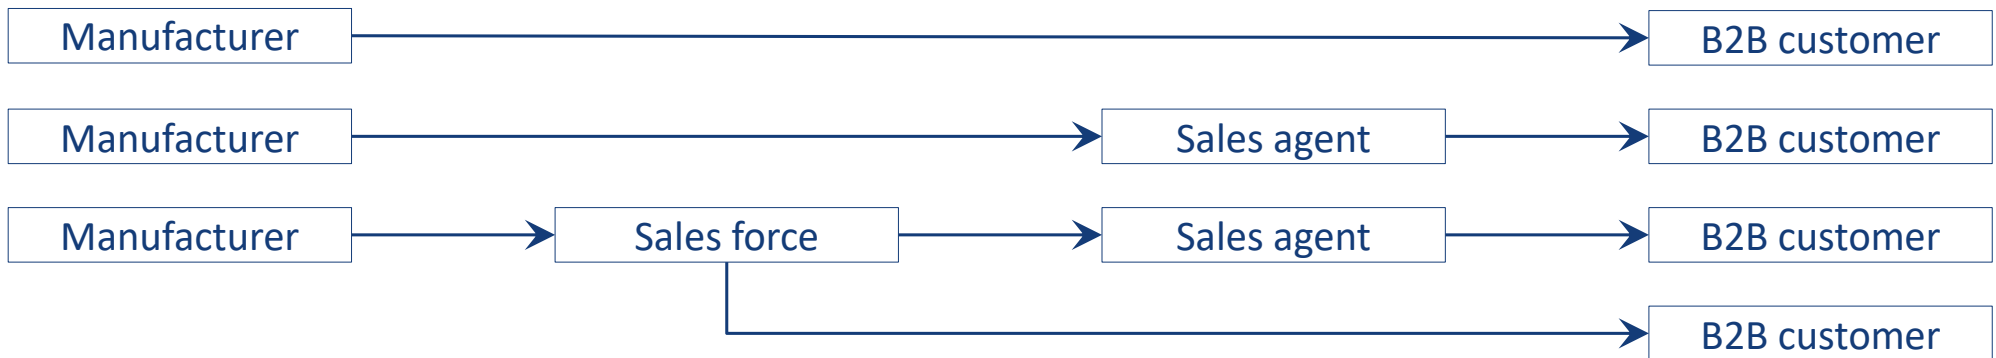 Manufacturer B2B customer
Manufacturer Sales agent B2B customer
Manufacturer Sales force Sales agent B2B customer
B2B customer